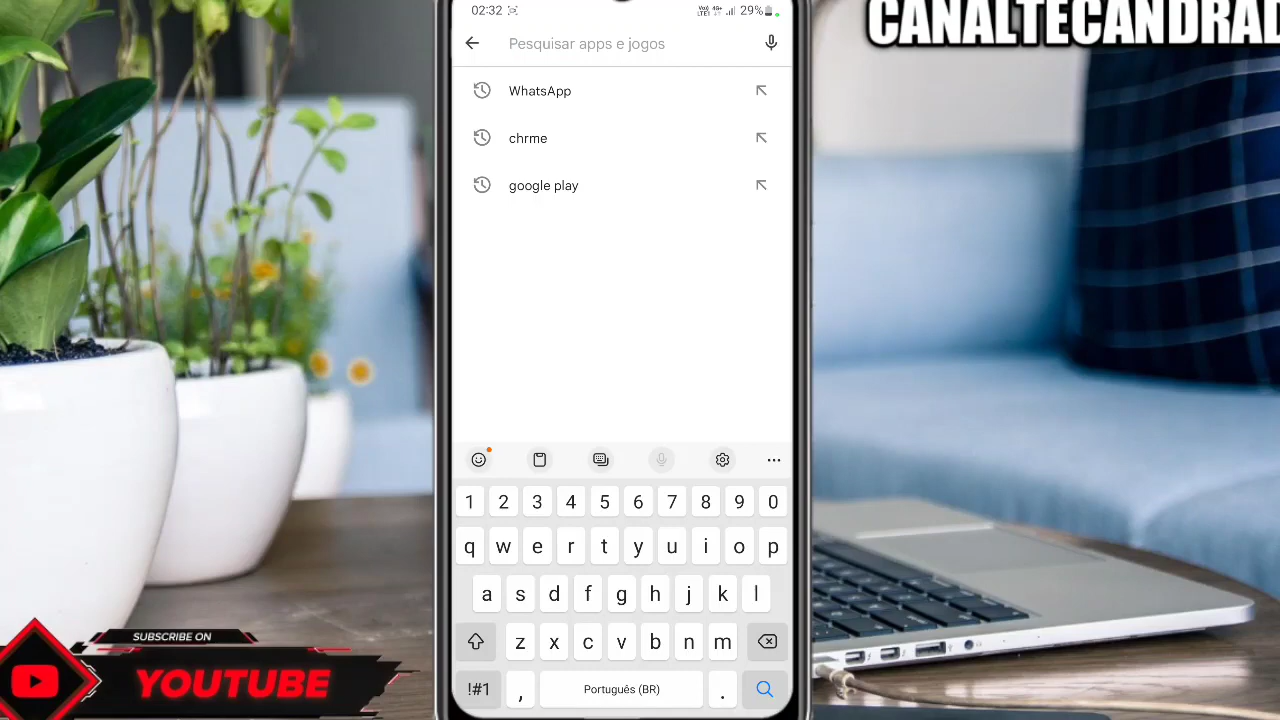 CANALTECANDRAD
02:32
29%
Pesquisar apps e jogos
WhatsApp
chrme
google play
1 2 3 4 5 6 7 8 9 0
q w e r t y u i o p
a s d f g h j k l
z x c v b n m
!#1 , Português (BR) .
SUBSCRIBE ON
YOUTUBE